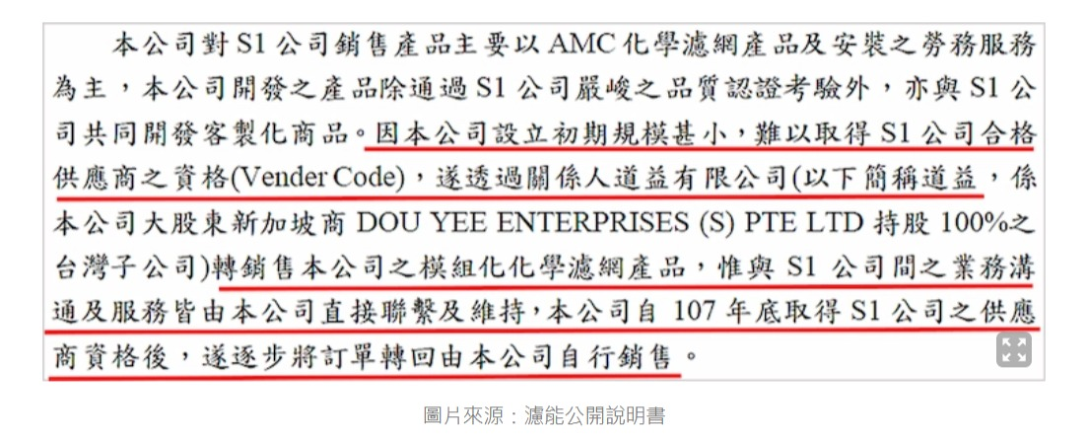 本公司對 S1 公司銷售產品主要以 AMC 化學濾網產品及安裝之勞務服務
為主，本公司開發之產品除通過 S1 公司嚴峻之品質認證考驗外，亦與 S1 公
司共同開發客製化商品。因本公司設立初期規模甚小，難以取得 S1 公司合格
供應商之資格(Vender Code)，遂透過關係人道益有限公司(以下簡稱道益，係
本公司大股東新加坡商 DOU YEE ENTERPRISES (S) PTE LTD 持股 100%之
台灣子公司)轉銷售本公司之模組化化學濾網產品，惟與 S1 公司間之業務溝
通及服務皆由本公司直接聯繫及維持，本公司自 107 年底取得 S1 公司之供應
商資格後，遂逐步將訂單轉回由本公司自行銷售。
圖片來源：濾能公開說明書